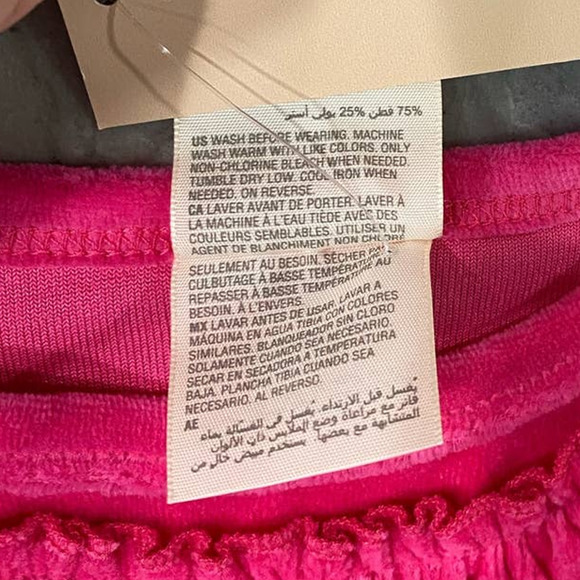 75% قطن 25% بولي أستر
US WASH BEFORE WEARING. MACHINE
WASH WARM WITH LIKE COLORS. ONLY
NON-CHLORINE BLEACH WHEN NEEDED.
TUMBLE DRY LOW. COOL IRON WHEN
NEEDED. ON REVERSE.
CA LAVER AVANT DE PORTER. LAVER À
LA MACHINE À L'EAU TIÈDE AVEC DES
COULEURS SEMBLABLES. UTILISER UN
AGENT DE BLANCHIMENT NON CHLORÉ
SEULEMENT AU BESOIN. SÉCHER PAR
CULBUTAGE À BASSE TEMPÉRATURE.
REPASSER À BASSE TEMPÉRATURE AU
BESOIN. À L'ENVERS.
MX LAVAR ANTES DE USAR. LAVAR A
MÁQUINA EN AGUA TIBIA CON COLORES
SIMILARES. BLANQUEADOR SIN CLORO
SOLAMENTE CUANDO SEA NECESARIO.
SECAR EN SECADORA A TEMPERATURA
BAJA. PLANCHA TIBIA CUANDO SEA
NECESARIO. AL REVERSO.
AE يغسل قبل الارتداء. يغسل في الغسالة بماء
فاتر مع مراعاة وضع الملابس ذات الألوان
المتشابهة مع بعضها. يستخدم مبيض خالي من